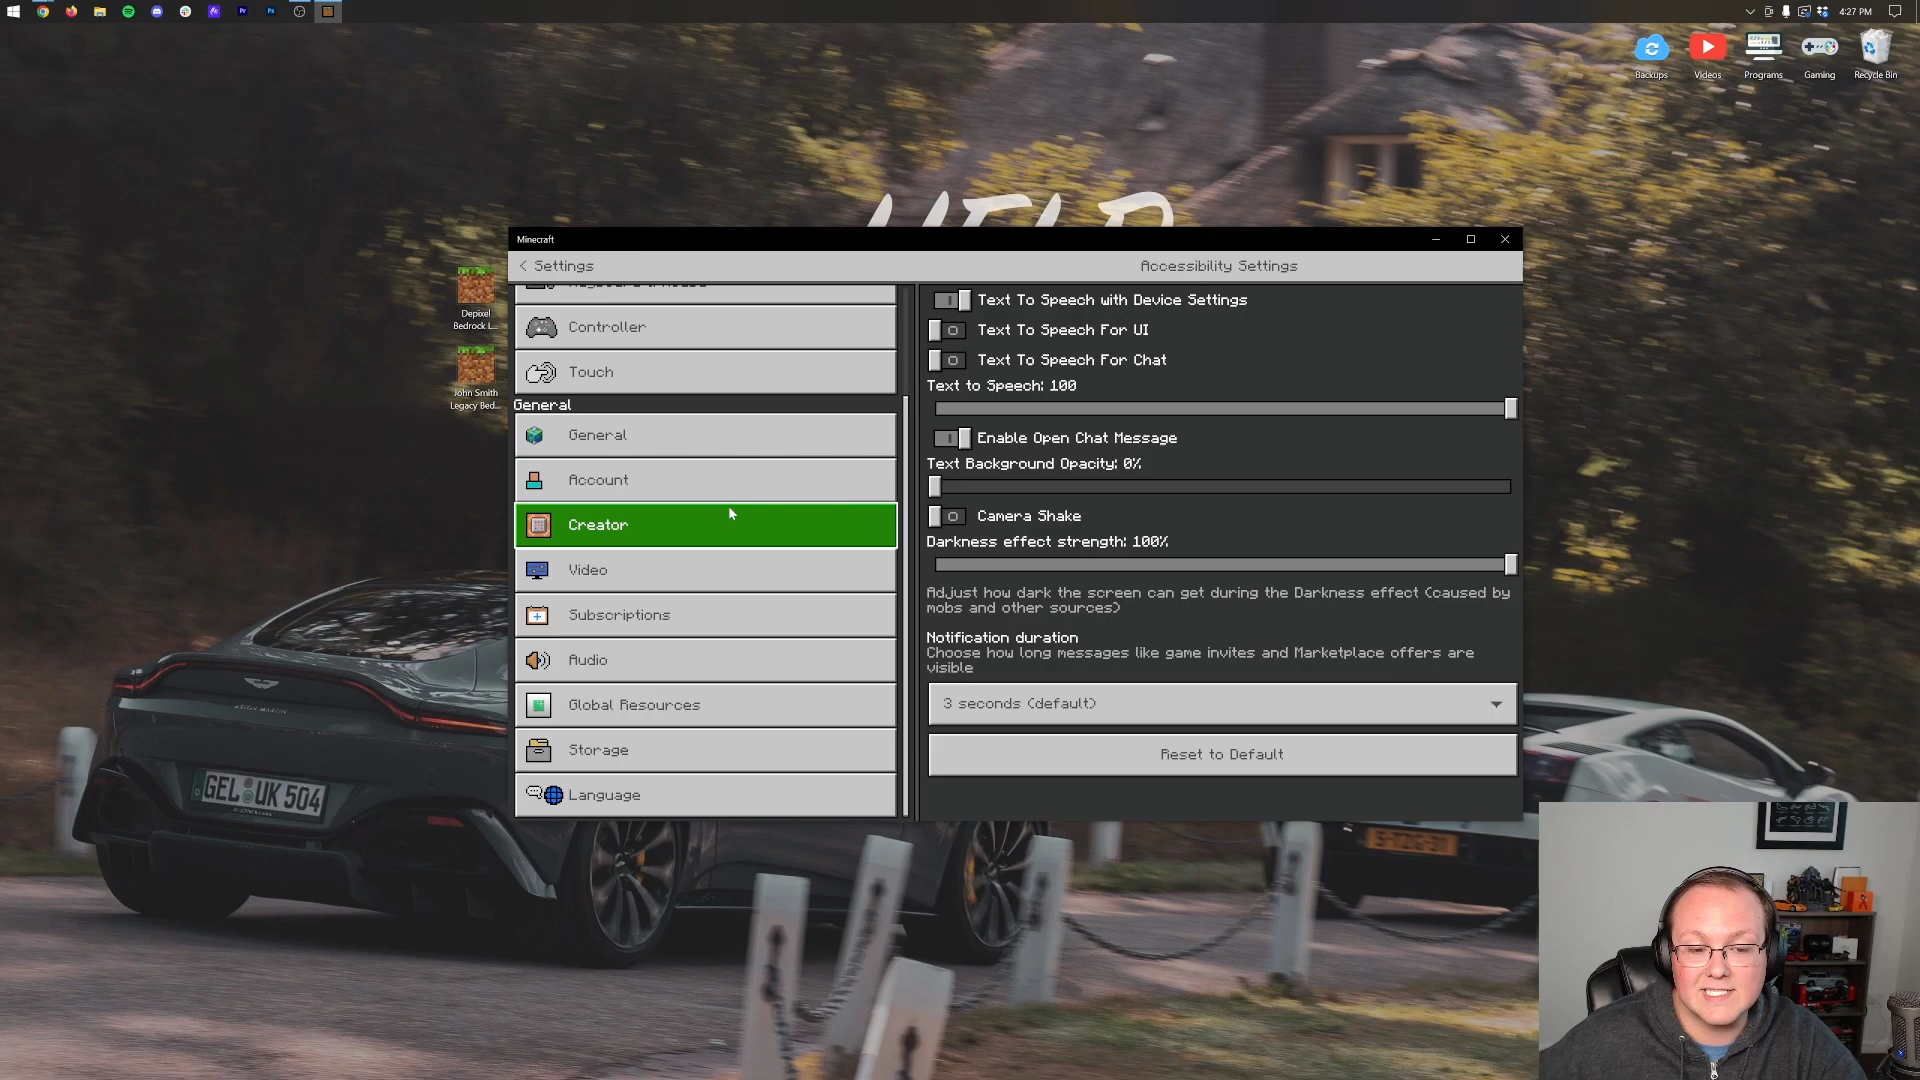 4:27 PM
Backups
Videos
Programs
Gaming
Recycle Bin
HELP
Minecraft
Settings
Accessibility Settings
Depixel
Bedrock L...
John Smith
Legacy Bed...
Controller
Touch
General
General
Account
Creator
Video
Subscriptions
Audio
Global Resources
Storage
Language
Text To Speech with Device Settings
Text To Speech For UI
Text To Speech For Chat
Text to Speech: 100
Enable Open Chat Message
Text Background Opacity: 0%
Camera Shake
Darkness effect strength: 100%
Adjust how dark the screen can get during the Darkness effect (caused by
mobs and other sources)
Notification duration
Choose how long messages like game invites and Marketplace offers are
visible
3 seconds (default)
Reset to Default
ASTON MARTIN
GEL UK 504